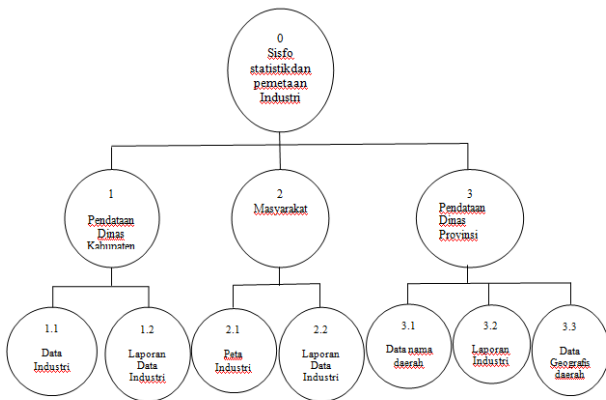 0
Sisfo
statistikdan
pemetaan
Industri
1
Pendataan
Dinas
Kabupaten
2
Masyarakat
3
Pendataan
Dinas
Provinsi
1.1
Data
Industri
1.2
Laporan
Data
Industri
2.1
Peta
Industri
2.2
Laporan
Data
Industri
3.1
Data nama
daerah
3.2
Laporan
Industri
3.3
Data
Geografis
daerah